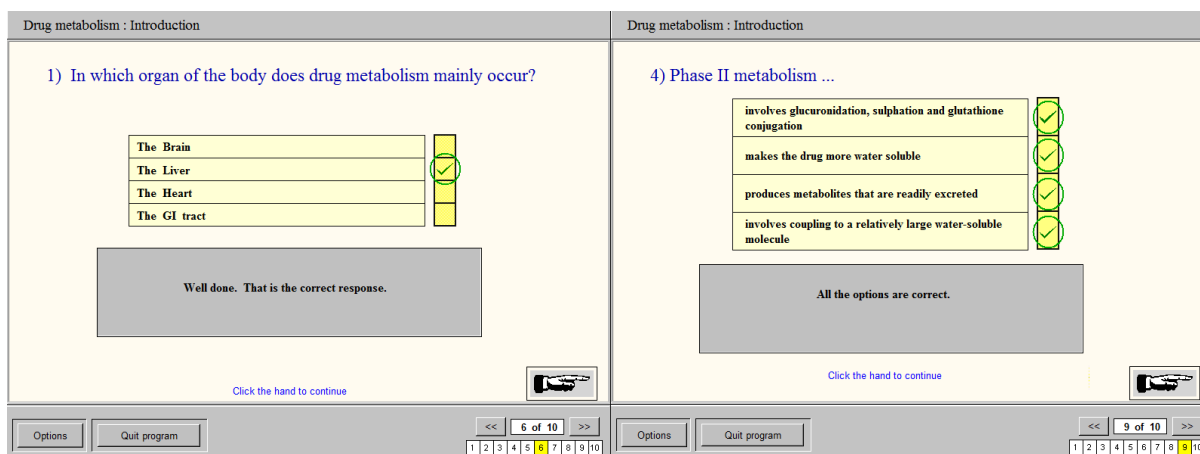 Drug metabolism : Introduction
1) In which organ of the body does drug metabolism mainly occur?
The Brain
The Liver
The Heart
The GI tract
Well done. That is the correct response.
Click the hand to continue
Options
Quit program
<<
6 of 10
>>
1 2 3 4 5 6 7 8 9 10
Drug metabolism : Introduction
4) Phase II metabolism ...
involves glucuronidation, sulphation and glutathione
conjugation
makes the drug more water soluble
produces metabolites that are readily excreted
involves coupling to a relatively large water-soluble
molecule
All the options are correct.
Click the hand to continue
Options
Quit program
<<
9 of 10
>>
1 2 3 4 5 6 7 8 9 10